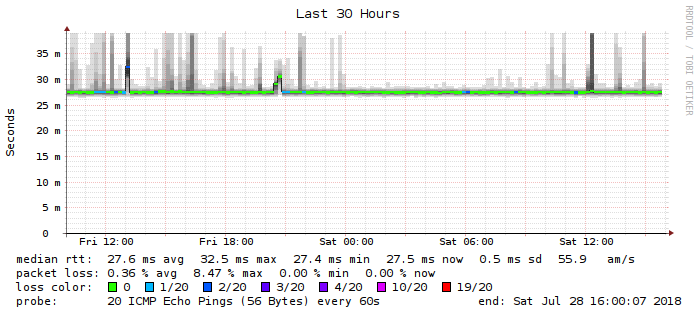 Last 30 Hours
RRDTOOL / TOBI OETIKER
Seconds
35 m
30 m
25 m
20 m
15 m
10 m
5 m
0
Fri 12:00 Fri 18:00 Sat 00:00 Sat 06:00 Sat 12:00
median rtt: 27.6 ms avg 32.5 ms max 27.4 ms min 27.5 ms now 0.5 ms sd 55.9 am/s
packet loss: 0.36 % avg 8.47 % max 0.00 % min 0.00 % now
loss color: 0 1/20 2/20 3/20 4/20 10/20 19/20
probe: 20 ICMP Echo Pings (56 Bytes) every 60s end: Sat Jul 28 16:00:07 2018